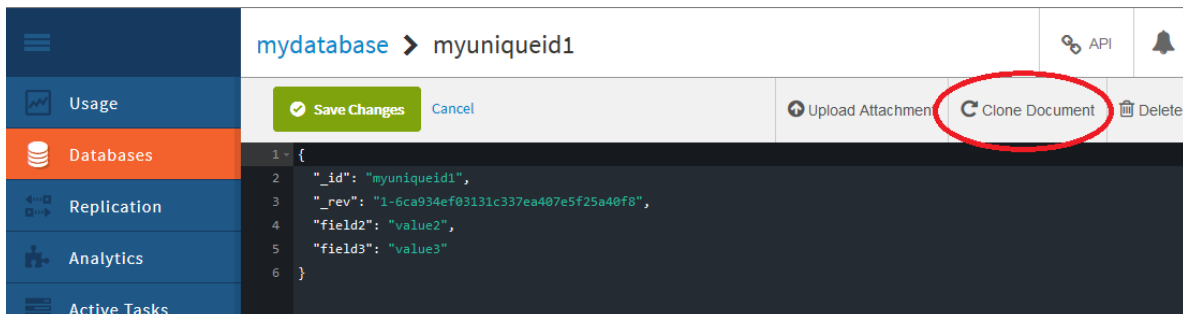 mydatabase > myuniqueid1
API
Usage
Save Changes
Cancel
Upload Attachment
Clone Document
Delete
Databases
1 {
2 "_id": "myuniqueid1",
3 "_rev": "1-6ca934ef03131c337ea407e5f25a40f8",
4 "field2": "value2",
5 "field3": "value3"
6 }
Replication
Analytics
Active Tasks